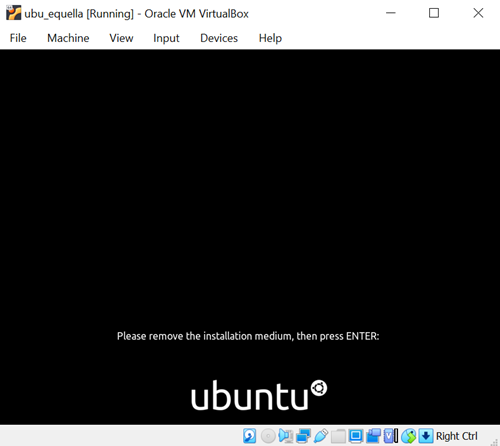 ubu_equella [Running] - Oracle VM VirtualBox
File Machine View Input Devices Help
Please remove the installation medium, then press ENTER:
ubuntu
Right Ctrl